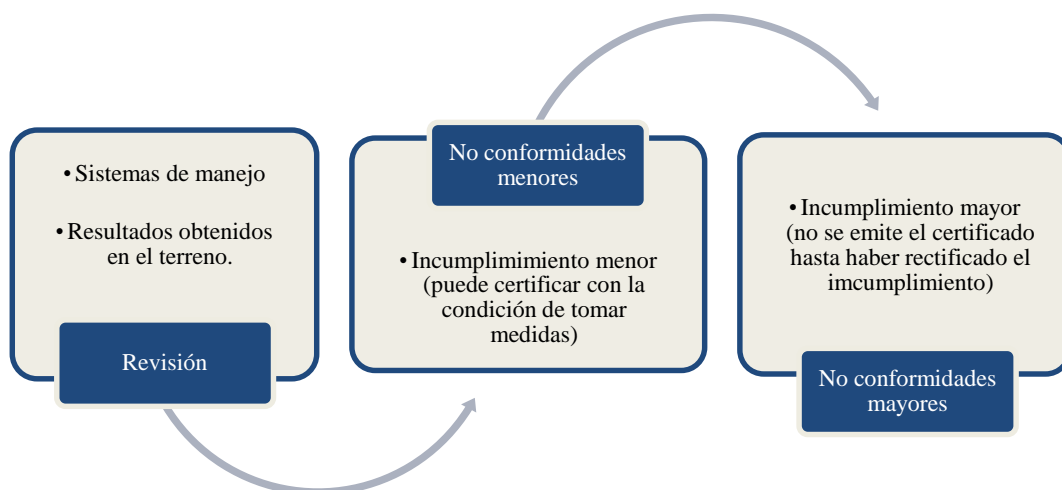 • Sistemas de manejo
• Resultados obtenidos
en el terreno.
Revisión
No conformidades
menores
• Incumplimimiento menor
(puede certificar con la
condición de tomar
medidas)
• Incumplimiento mayor
(no se emite el certificado
hasta haber rectificado el
imcumplimiento)
No conformidades
mayores